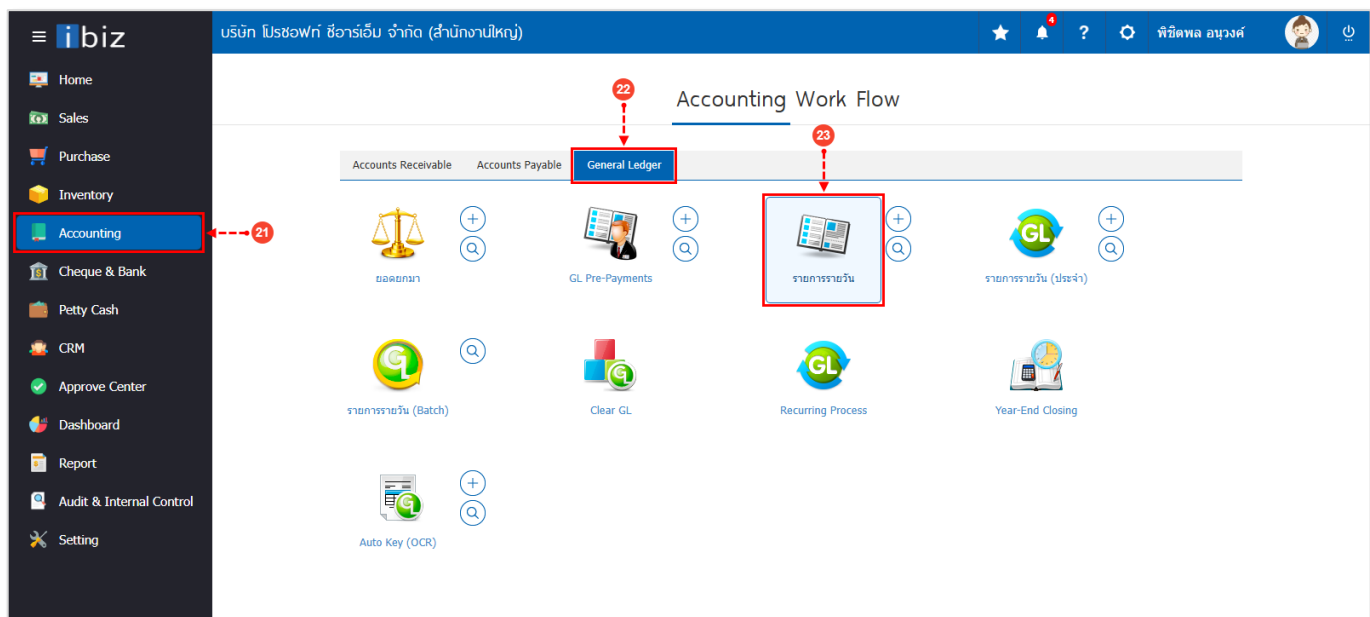 ibiz
บริษัท โปรซอฟท์ ซีอาร์เอ็ม จำกัด (สำนักงานใหญ่)
4
?
พิชิตพล อนุวงศ์
Home
Sales
Purchase
Inventory
Accounting
Cheque & Bank
Petty Cash
CRM
Approve Center
Dashboard
Report
Audit & Internal Control
Setting
21
22
Accounting Work Flow
23
Accounts Receivable Accounts Payable General Ledger
ยอดยกมา
GL Pre-Payments
รายการรายวัน
GL
รายการรายวัน (ประจำ)
G
รายการรายวัน (Batch)
G
Clear GL
GL
Recurring Process
Year-End Closing
G
Auto Key (OCR)